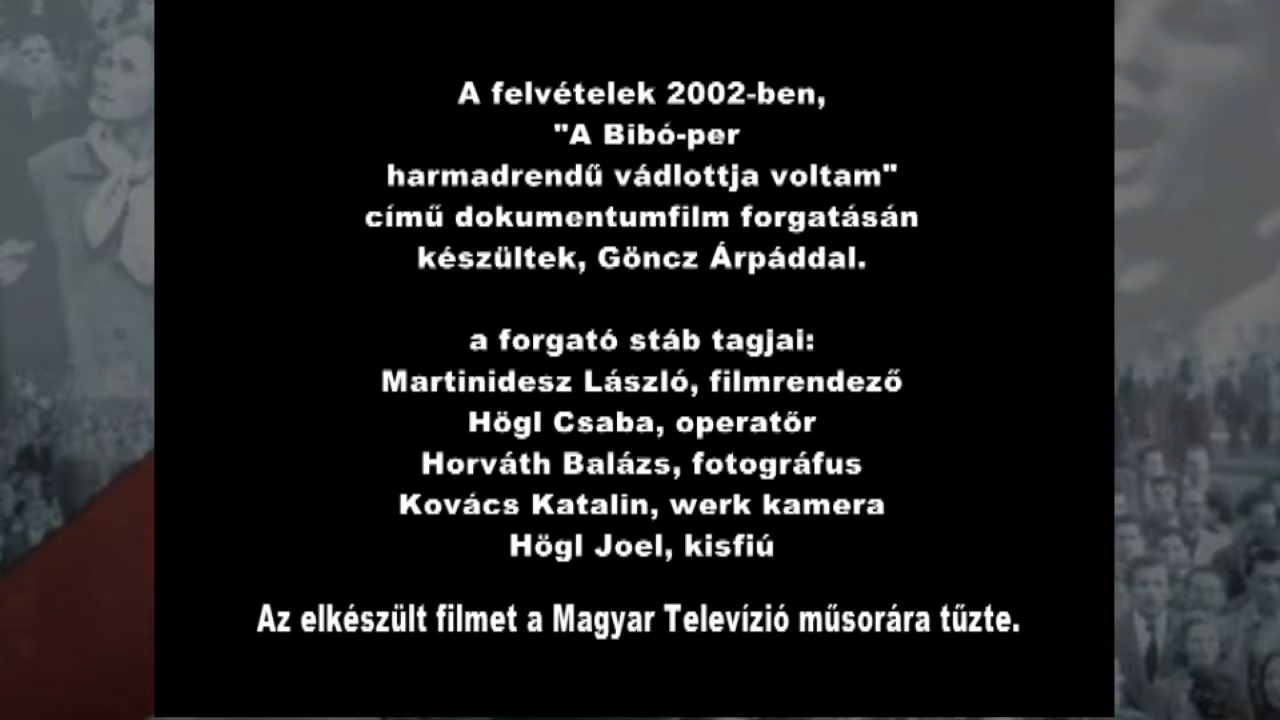 A felvételek 2002-ben,
"A Bibó-per
harmadrendű vádlottja voltam"
című dokumentumfilm forgatásán
készültek, Göncz Árpáddal.
a forgató stáb tagjai:
Martinidesz László, filmrendező
Högl Csaba, operatőr
Horváth Balázs, fotográfus
Kovács Katalin, werk kamera
Högl Joel, kisfiú
Az elkészült filmet a Magyar Televízió műsorára tűzte.